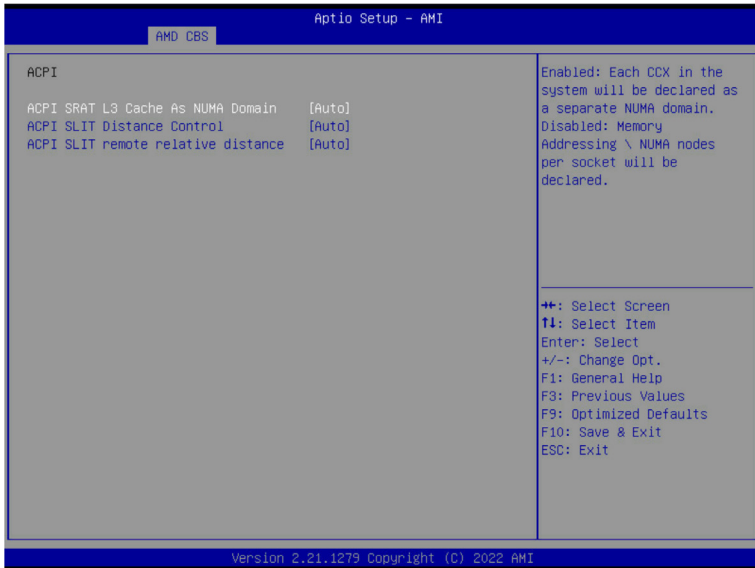 Aptio Setup – AMI
AMD CBS
ACPI
ACPI SRAT L3 Cache As NUMA Domain [Auto]
ACPI SLIT Distance Control [Auto]
ACPI SLIT remote relative distance [Auto]
Enabled: Each CCX in the
system will be declared as
a separate NUMA domain.
Disabled: Memory
Addressing \ NUMA nodes
per socket will be
declared.
→←: Select Screen
↑↓: Select Item
Enter: Select
+/-: Change Opt.
F1: General Help
F3: Previous Values
F9: Optimized Defaults
F10: Save & Exit
ESC: Exit
Version 2.21.1279 Copyright (C) 2022 AMI